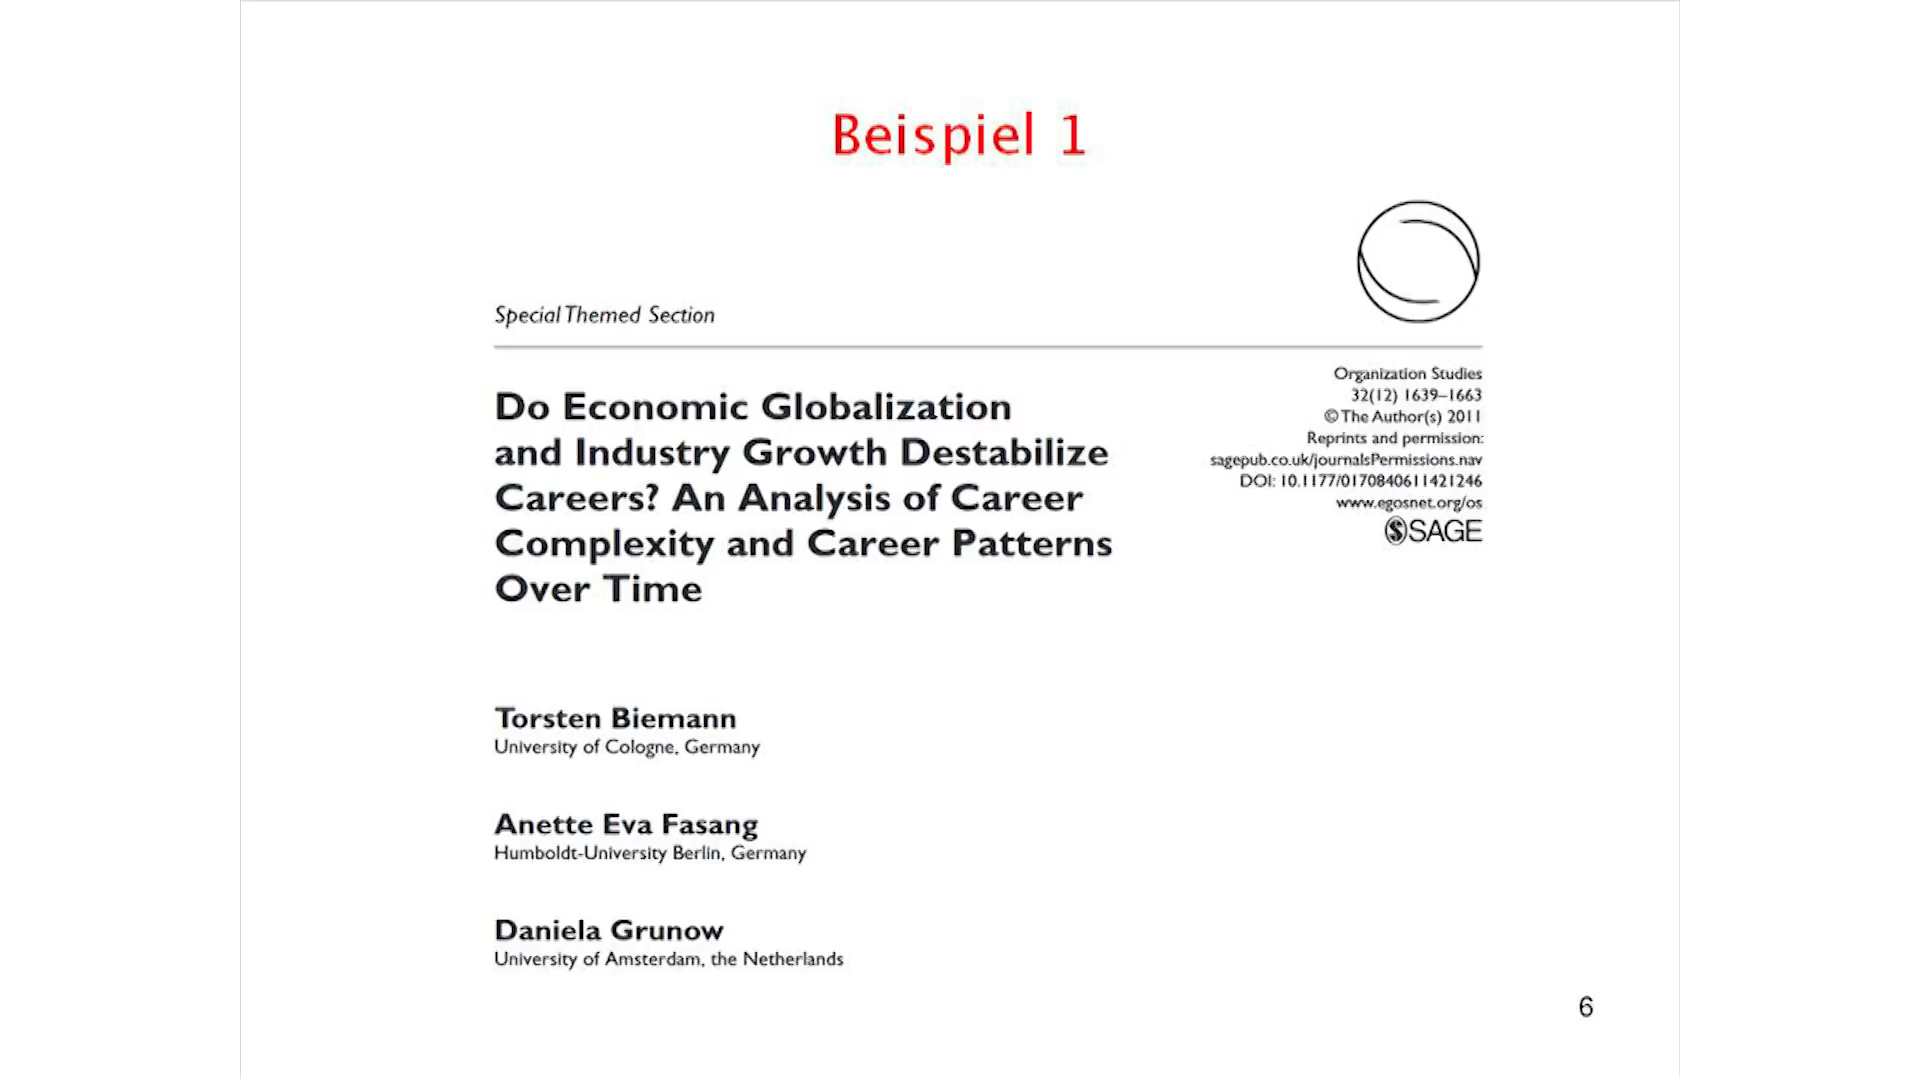 Beispiel 1
Special Themed Section
Do Economic Globalization
and Industry Growth Destabilize
Careers? An Analysis of Career
Complexity and Career Patterns
Over Time
Organization Studies
32(12) 1639–1663
© The Author(s) 2011
Reprints and permission:
sagepub.co.uk/journalsPermissions.nav
DOI: 10.1177/0170840611421246
www.egosnet.org/os
SAGE
Torsten Biemann
University of Cologne, Germany
Anette Eva Fasang
Humboldt-University Berlin, Germany
Daniela Grunow
University of Amsterdam, the Netherlands
6